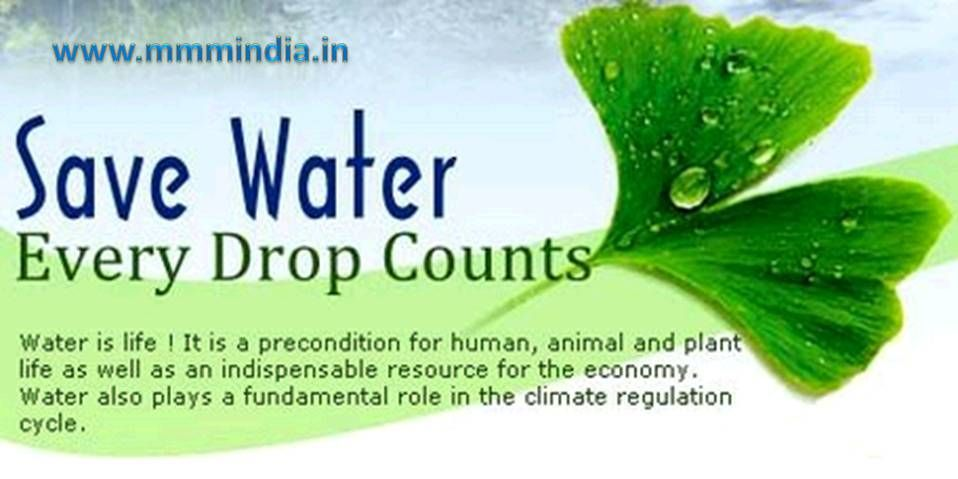 www.mmmindia.in
Save Water
Every Drop Counts
Water is life ! It is a precondition for human, animal and plant
life as well as an indispensable resource for the economy.
Water also plays a fundamental role in the climate regulation
cycle.